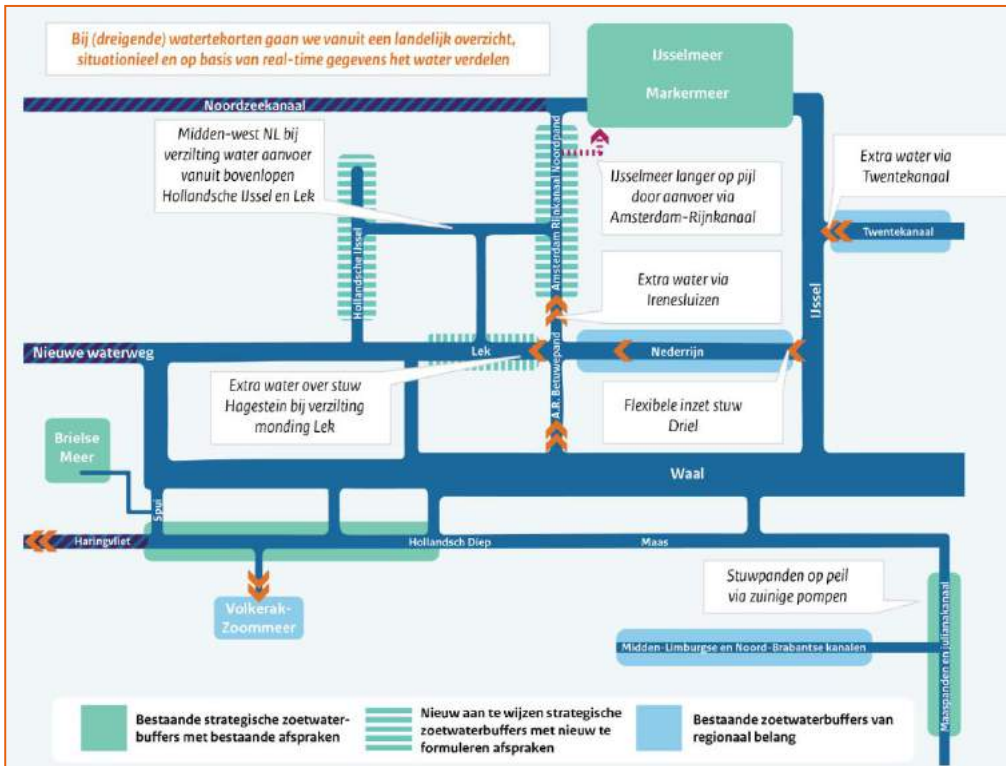 Bij (dreigende) watertekorten gaan we vanuit een landelijk overzicht,
situationeel en op basis van real-time gegevens het water verdelen
IJsselmeer
Markermeer
Noordzeekanaal
Midden-west NL bij
verzilting water aanvoer
vanuit bovenlopen
Hollandsche IJssel en Lek
Amsterdam Rijnkanaal Noordpand
IJsselmeer langer op pijl
door aanvoer via
Amsterdam-Rijnkanaal
Extra water via
Twentekanaal
Twentekanaal
Hollandsche IJssel
Extra water via
Irenesluizen
IJssel
Nieuwe waterweg
Lek
Nederrijn
A.R. Betuwepand
Extra water over stuw
Hagestein bij verzilting
monding Lek
Flexibele inzet stuw
Driel
Brielse
Meer
Waal
Spui
Haringvliet
Hollandsch Diep
Maas
Volkerak-
Zoommeer
Stuwpanden op peil
via zuinige pompen
Midden-Limburgse en Noord-Brabantse kanalen
Maaspanden en Julianakanaal
Bestaande strategische zoetwater-
buffers met bestaande afspraken
Nieuw aan te wijzen strategische
zoetwaterbuffers met nieuw te
formuleren afspraken
Bestaande zoetwaterbuffers van
regionaal belang